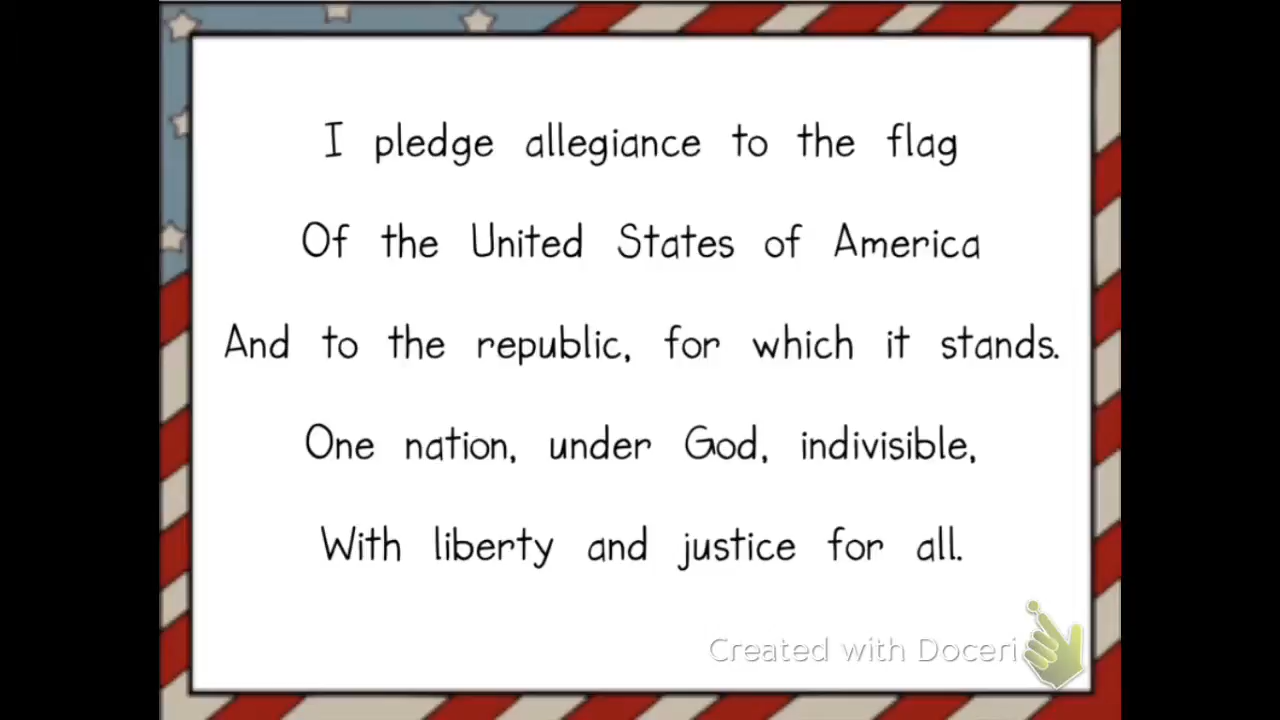 I pledge allegiance to the flag
Of the United States of America
And to the republic, for which it stands.
One nation, under God, indivisible,
With liberty and justice for all.
Created with Doceri